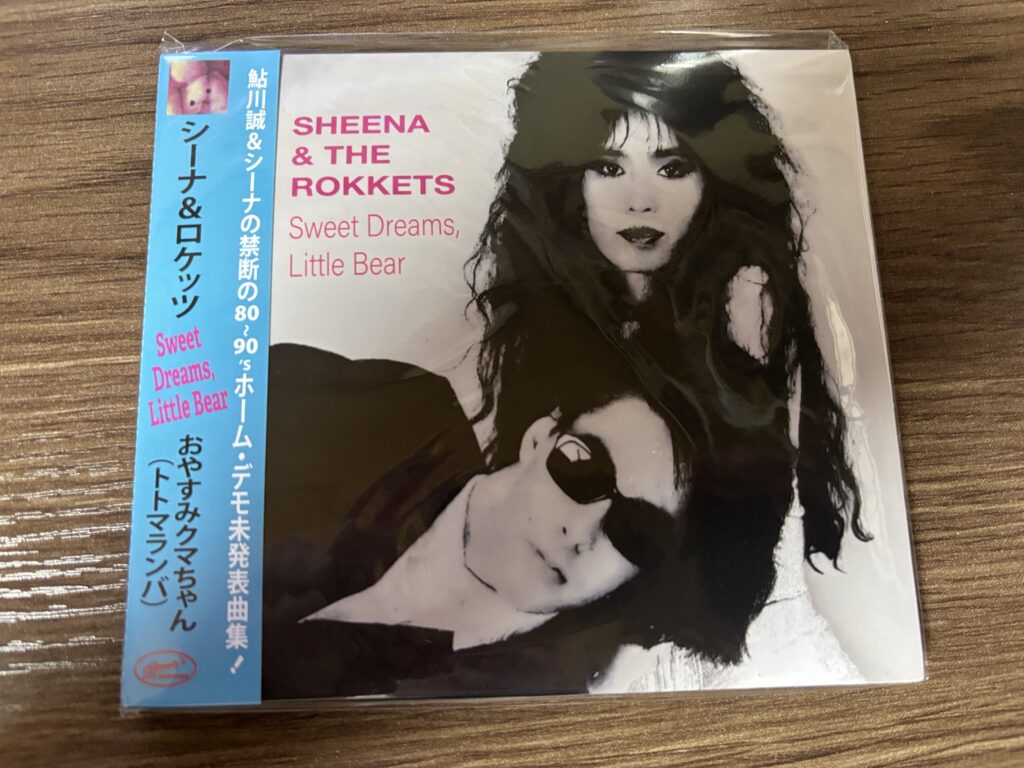 鮎川誠&シーナの禁断の80~90'sホーム・デモ未発表曲集!
シーナ&ロケッツ
Sweet
Dreams,
Little Bear
おやすみクマちゃん
(トトマランバ)
SHEENA
& THE
ROKKETS
Sweet Dreams,
Little Bear